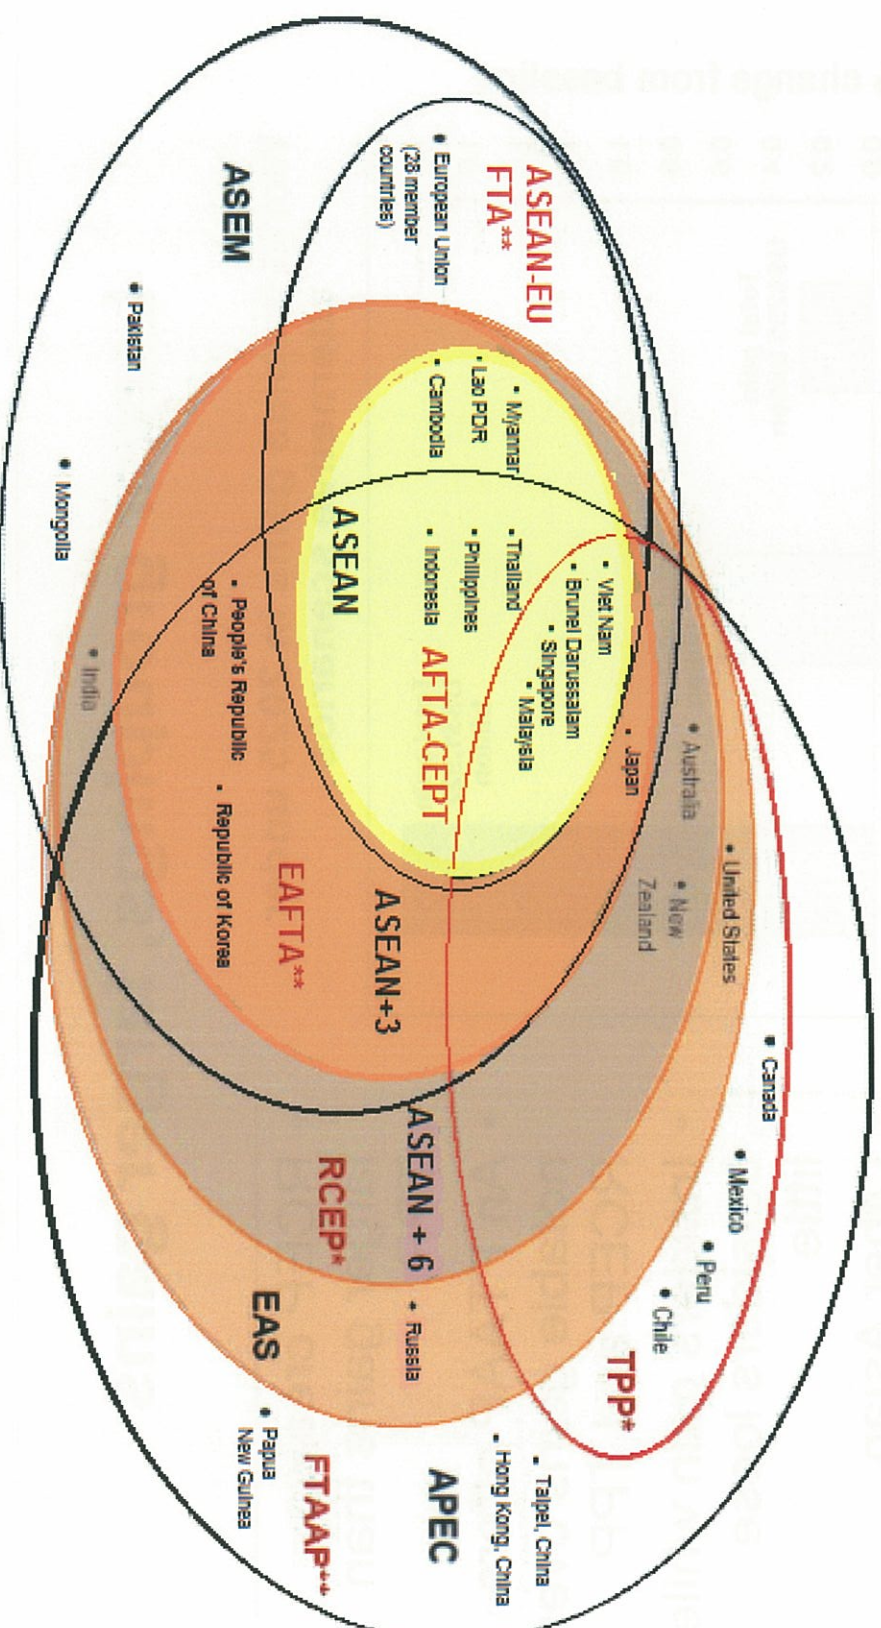 • Canada
• Mexico
• United States
• Peru
• Australia
• New
Zealand
• Chile
TPP*
• Japan
• Viet Nam
• Brunei Darussalam
• Singapore
• Malaysia
ASEAN-EU
FTA**
• European Union
(28 member
countries)
• Myanmar
• Lao PDR
• Cambodia
• Thailand
• Philippines
• Indonesia
AFTA-CEPT
ASEAN
• Taipei, China
• Hong Kong, China
APEC
• Russia
ASEAN + 6
RCEP*
ASEAN+3
EAFTA**
FTAAP**
EAS
• Papua
New Guinea
• People's Republic
of China
• Republic of Korea
ASEM
• Pakistan
• India
• Mongolia